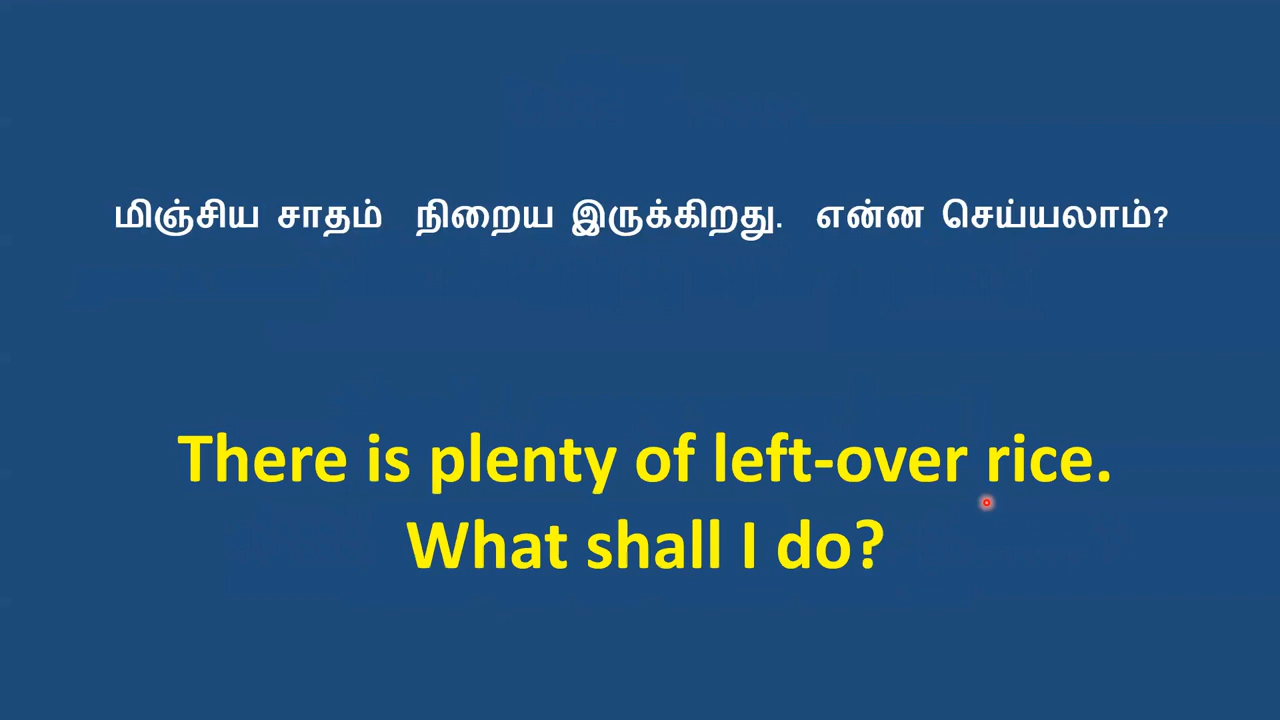 மிஞ்சிய சாதம் நிறைய இருக்கிறது. என்ன செய்யலாம்?
There is plenty of left-over rice.
What shall I do?